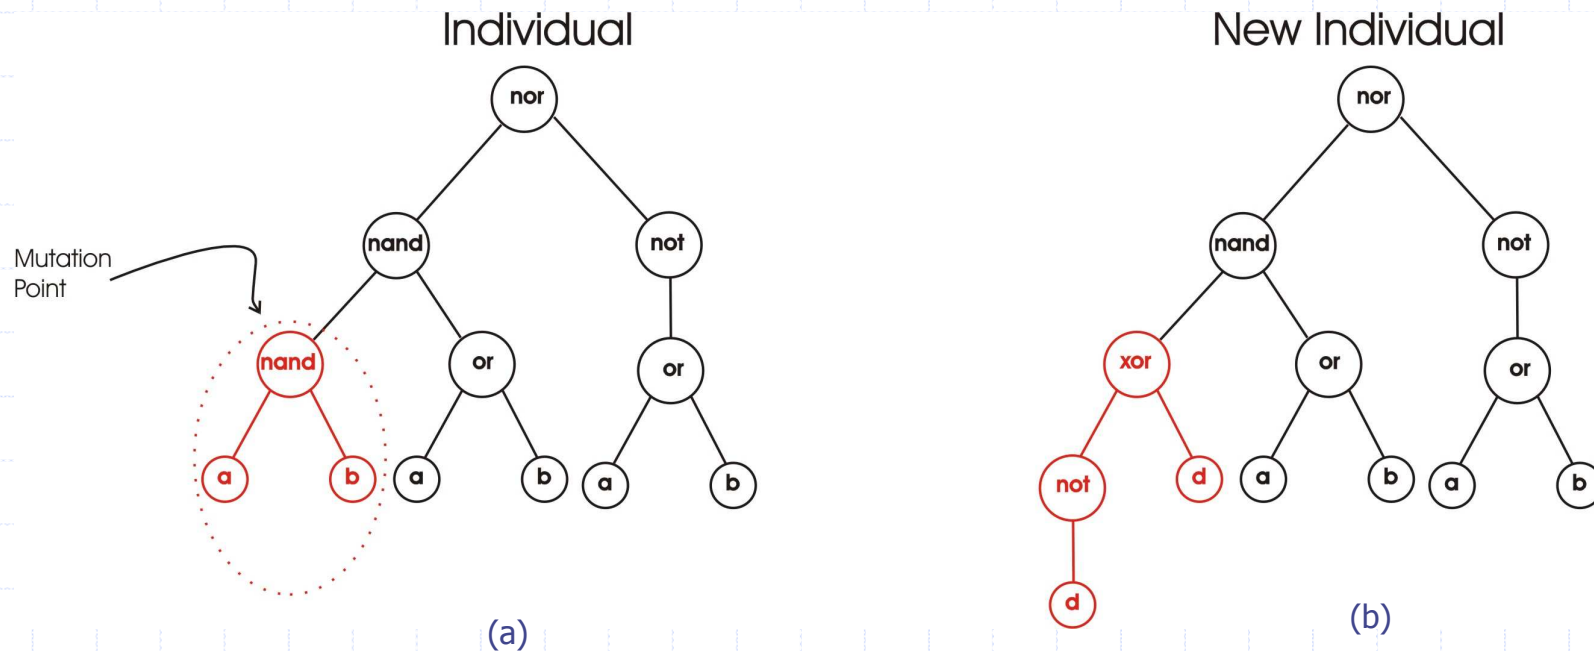 Individual
New Individual
nor
nor
nand
not
nand
not
Mutation
Point
nand
or
or
xor
or
or
a
b
a
b
a
b
not
d
a
b
a
b
d
(a)
(b)